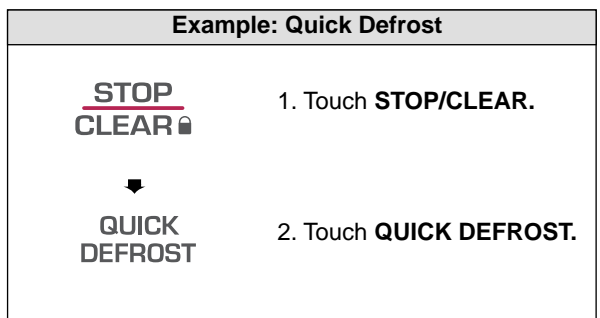 Example: Quick Defrost
STOP
CLEAR
1. Touch STOP/CLEAR.
QUICK
DEFROST
2. Touch QUICK DEFROST.